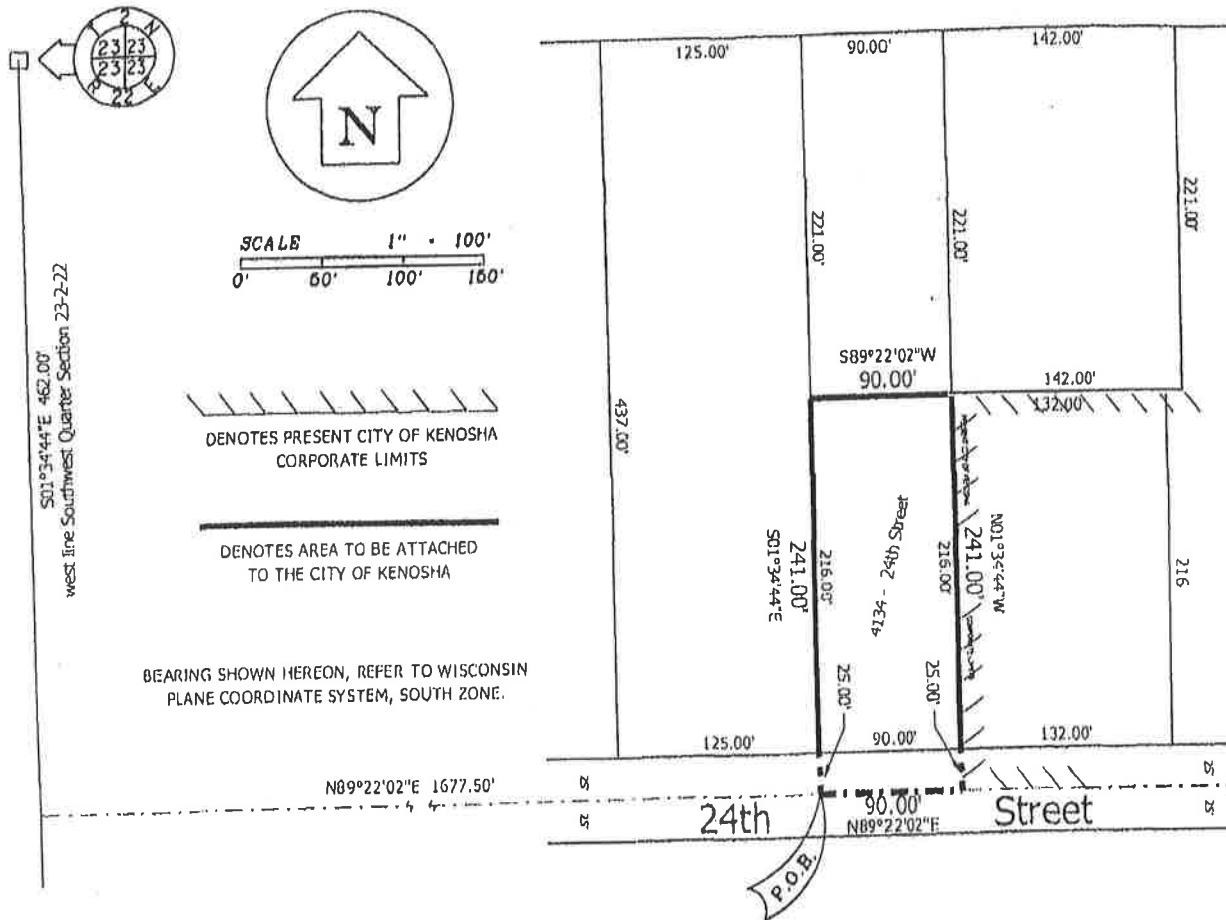 T 2 N
23 23
23 23
R 22 E
N
SCALE 1" - 100'
0' 50' 100' 150'
S01°34'44"E 462.00'
west line Southwest Quarter Section 23-2-22
DENOTES PRESENT CITY OF KENOSHA
CORPORATE LIMITS
DENOTES AREA TO BE ATTACHED
TO THE CITY OF KENOSHA
BEARING SHOWN HEREON, REFER TO WISCONSIN
PLANE COORDINATE SYSTEM, SOUTH ZONE.
N89°22'02"E 1677.50'
125.00'
90.00'
142.00'
221.00'
221.00'
221.00'
S89°22'02"W
90.00'
142.00'
132.00
437.00'
S01°34'44"E
241.00'
216.00'
4134 - 24th Street
216.00'
241.00'
N01°34'44"W
216
25.00'
25.00'
125.00'
90.00'
132.00'
24th
90.00'
N89°22'02"E
Street
P.O.B.